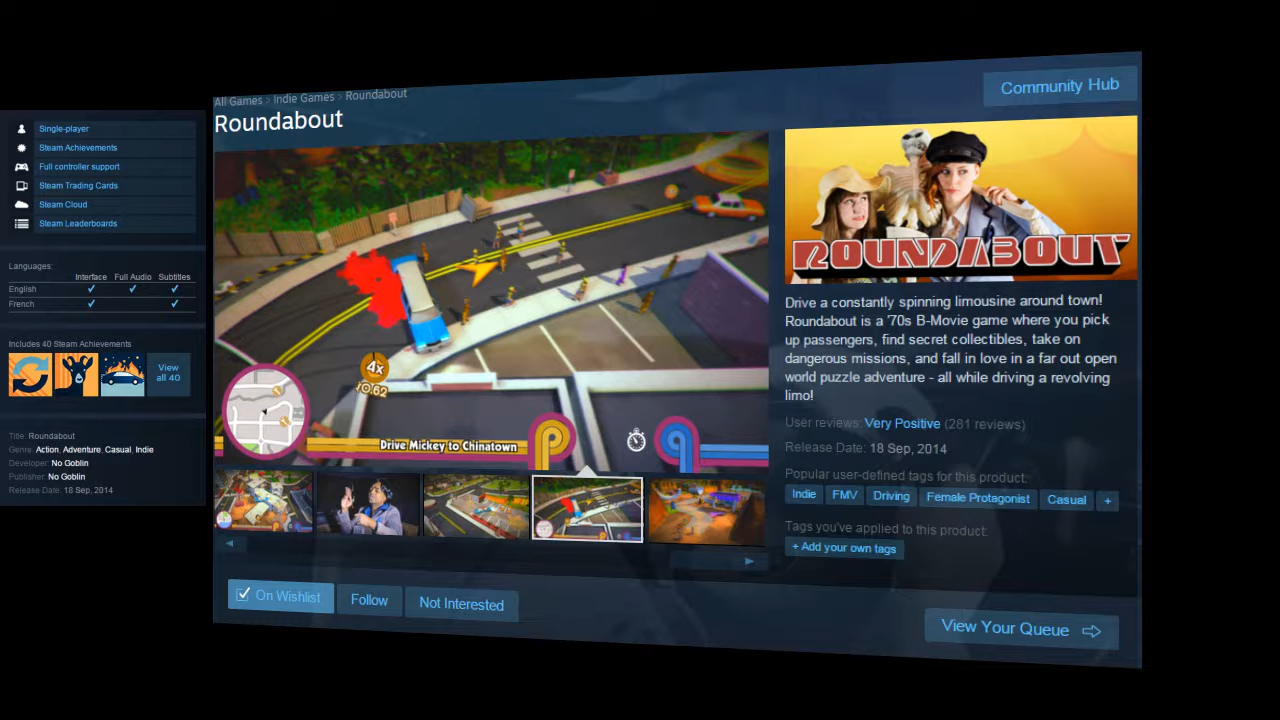 Single-player
Steam Achievements
Full controller support
Steam Trading Cards
Steam Cloud
Steam Leaderboards
Languages:
Interface Full Audio Subtitles
English
French
Includes 40 Steam Achievements
View
all 40
Title: Roundabout
Genre: Action, Adventure, Casual, Indie
Developer: No Goblin
Publisher: No Goblin
Release Date: 18 Sep, 2014
All Games > Indie Games > Roundabout
Roundabout
Community Hub
4x
10.62
Drive Mickey to Chinatown
ROUNDABOUT
Drive a constantly spinning limousine around town!
Roundabout is a '70s B-Movie game where you pick
up passengers, find secret collectibles, take on
dangerous missions, and fall in love in a far out open
world puzzle adventure - all while driving a revolving
limo!
User reviews: Very Positive (281 reviews)
Release Date: 18 Sep, 2014
Popular user-defined tags for this product:
Indie FMV Driving Female Protagonist Casual +
Tags you've applied to this product:
+ Add your own tags
On Wishlist Follow Not Interested
View Your Queue